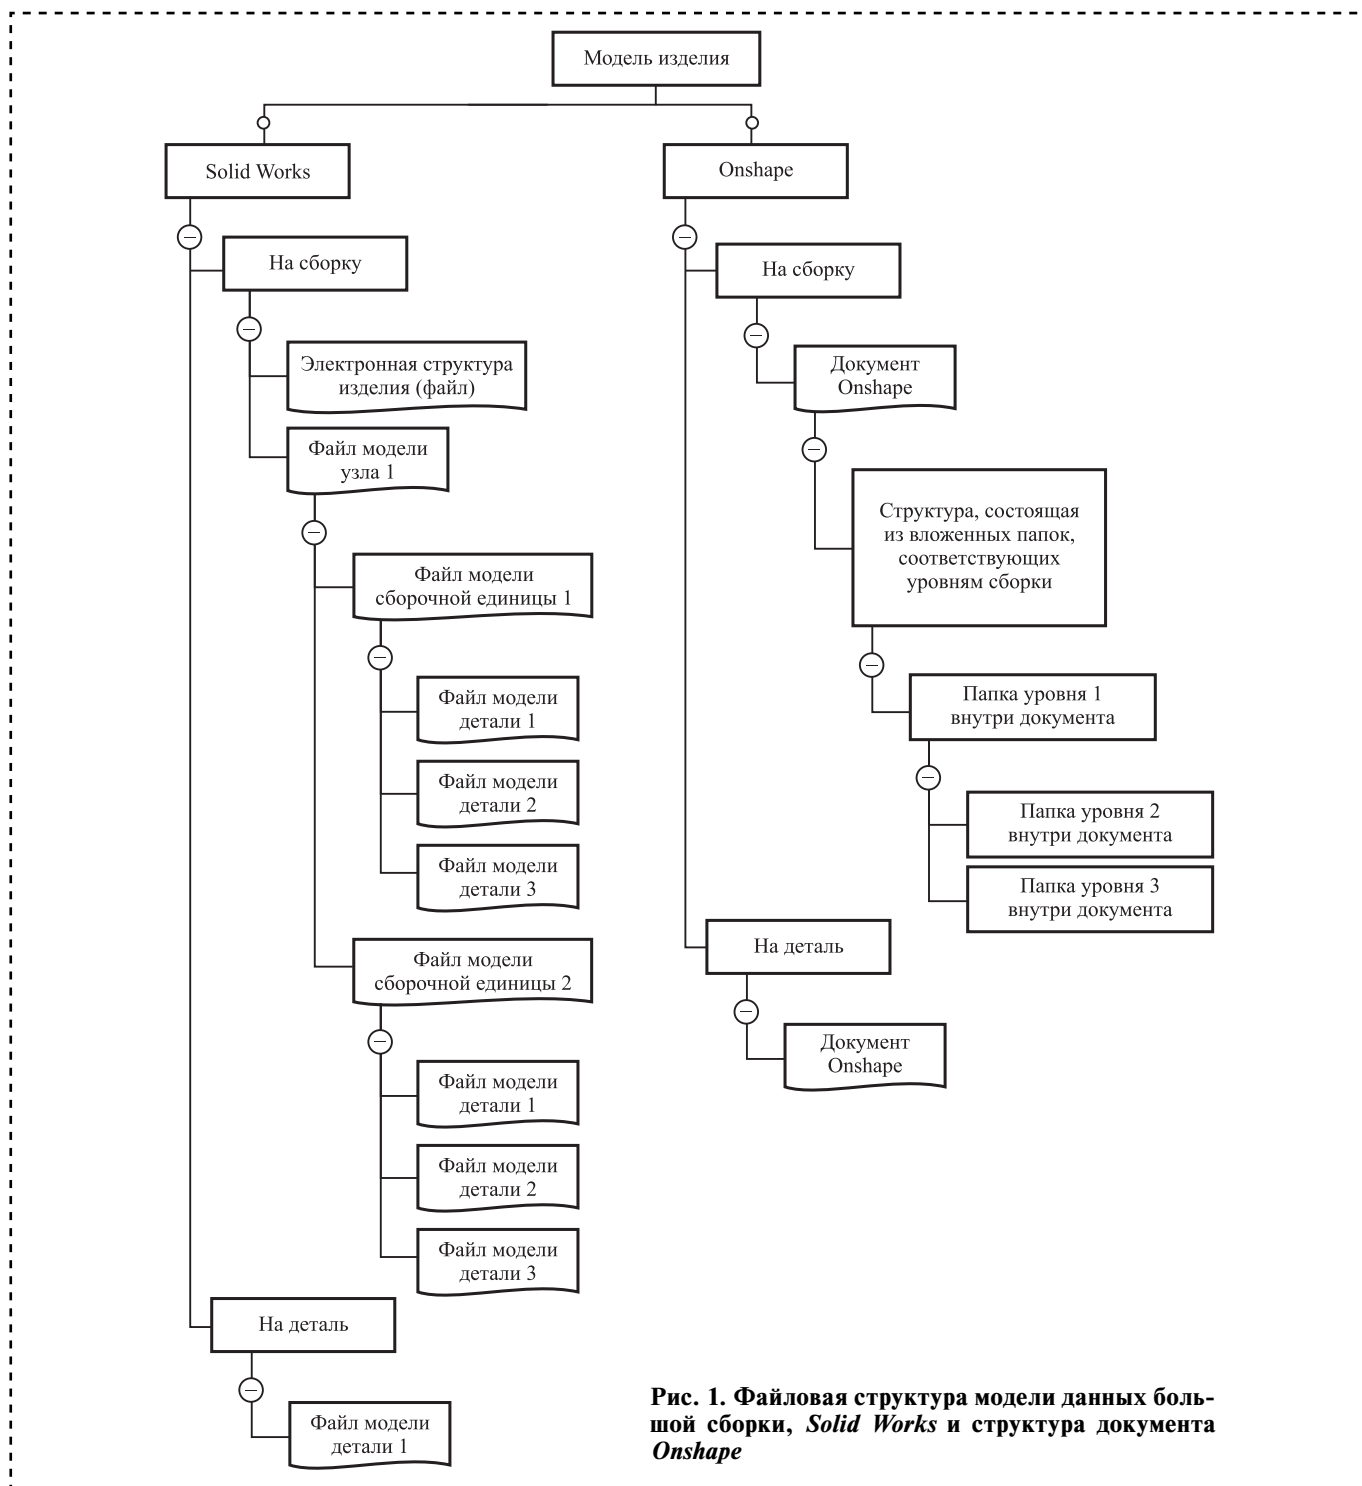 Модель изделия
Solid Works
На сборку
Электронная структура
изделия (файл)
Файл модели
узла 1
Файл модели
сборочной единицы 1
Файл модели
детали 1
Файл модели
детали 2
Файл модели
детали 3
Файл модели
сборочной единицы 2
Файл модели
детали 1
Файл модели
детали 2
Файл модели
детали 3
На деталь
Файл модели
детали 1
Onshape
На сборку
Документ
Onshape
Структура, состоящая
из вложенных папок,
соответствующих
уровням сборки
Папка уровня 1
внутри документа
Папка уровня 2
внутри документа
Папка уровня 3
внутри документа
На деталь
Документ
Onshape
Рис. 1. Файловая структура модели данных боль-
шой сборки, Solid Works и структура документа
Onshape